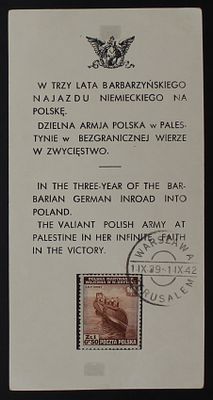 W TRZY LATA BARBARZYŃSKIEGO
NAJAZDU NIEMIECKIEGO NA
POLSKĘ.
DZIELNA ARMJA POLSKA W PALES-
TYNIE W BEZGRANICZNEJ WIERZE
W ZWYCIĘSTWO.
IN THE THREE-YEAR OF THE BAR-
BARIAN GERMAN INROAD INTO
POLAND.
THE VALIANT POLISH ARMY AT
PALESTINE IN HER INFINITE FAITH
IN THE VICTORY.
WARSZAWA
1 IX 39-1 IX 42
JERUSALEM
POCZTA POLSKA